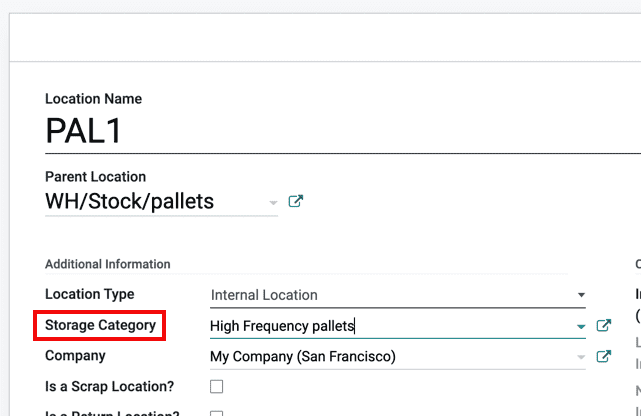 Location Name
PAL1
Parent Location
WH/Stock/pallets
Additional Information
Location Type Internal Location
Storage Category High Frequency pallets
Company My Company (San Francisco)
Is a Scrap Location?
Is a Return Location?